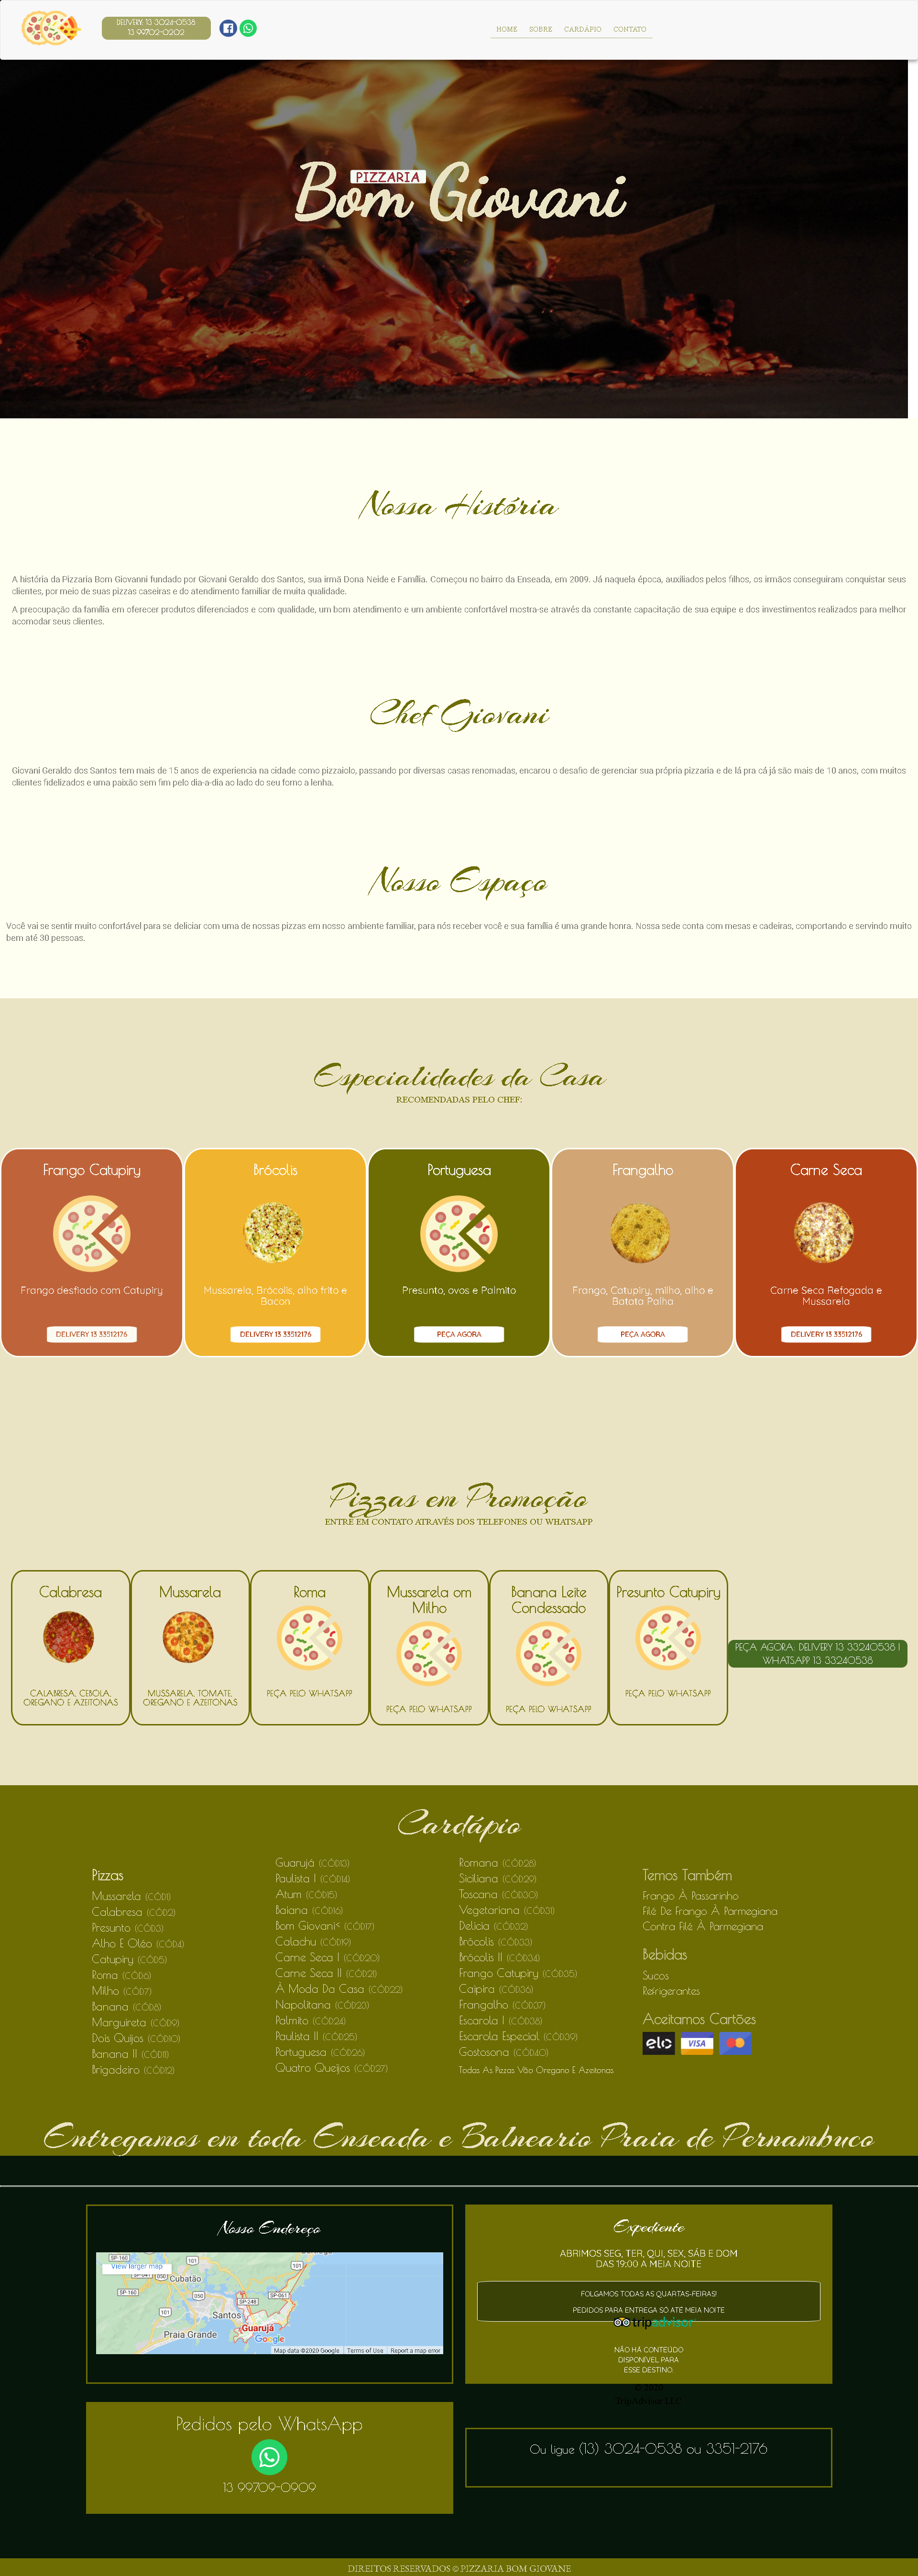 DELIVERY: 13 3024-0538
13 99702-0202
HOME SOBRE CARDÁPIO CONTATO
PIZZARIA
Bom Giovani
Nossa História
A história da Pizzaria Bom Giovanni fundado por Giovani Geraldo dos Santos, sua irmã Dona Neide e Família. Começou no bairro da Enseada, em 2009. Já naquela época, auxiliados pelos filhos, os irmãos conseguiram conquistar seus
clientes, por meio de suas pizzas caseiras e do atendimento familiar de muita qualidade.
A preocupação da família em oferecer produtos diferenciados e com qualidade, um bom atendimento e um ambiente confortável mostra-se através da constante capacitação de sua equipe e dos investimentos realizados para melhor
acomodar seus clientes.
Chef Giovani
Giovani Geraldo dos Santos tem mais de 15 anos de experiencia na cidade como pizzaiolo, passando por diversas casas renomadas, encarou o desafio de gerenciar sua própria pizzaria e de lá pra cá já são mais de 10 anos, com muitos
clientes fidelizados e uma paixão sem fim pelo dia-a-dia ao lado do seu forno a lenha.
Nosso Espaço
Você vai se sentir muito confortável para se deliciar com uma de nossas pizzas em nosso ambiente familiar, para nós receber você e sua família é uma grande honra. Nossa sede conta com mesas e cadeiras, comportando e servindo muito
bem até 30 pessoas.
Especialidades da Casa
RECOMENDADAS PELO CHEF:
Frango Catupiry
Frango desfiado com Catupiry
DELIVERY 13 33512176
Brócolis
Mussarela, Brócolis, alho frito e
Bacon
DELIVERY 13 33512176
Portuguesa
Presunto, ovos e Palmito
PEÇA AGORA
Frangalho
Frango, Catupiry, milho, alho e
Batata Palha
PEÇA AGORA
Carne Seca
Carne Seca Refogada e
Mussarela
DELIVERY 13 33512176
Pizzas em Promoção
ENTRE EM CONTATO ATRAVÉS DOS TELEFONES OU WHATSAPP
Calabresa
CALABRESA, CEBOLA,
OREGANO E AZEITONAS
Mussarela
MUSSARELA, TOMATE,
OREGANO E AZEITONAS
Roma
PEÇA PELO WHATSAPP
Mussarela om
Milho
PEÇA PELO WHATSAPP
Banana Leite
Condessado
PEÇA PELO WHATSAPP
Presunto Catupiry
PEÇA PELO WHATSAPP
PEÇA AGORA: DELIVERY 13 33240538 |
WHATSAPP 13 33240538
Cardápio
Pizzas
Mussarela (CÓD1)
Calabresa (CÓD2)
Presunto (CÓD3)
Alho E Oléo (CÓD4)
Catupiry (CÓD5)
Roma (CÓD6)
Milho (CÓD7)
Banana (CÓD8)
Marguireta (CÓD9)
Dois Quijos (CÓD10)
Banana II (CÓD11)
Brigadeiro (CÓD12)
Guarujá (CÓD13)
Paulista I (CÓD14)
Atum (CÓD15)
Baiana (CÓD16)
Bom Giovani< (CÓD17)
Calachu (CÓD19)
Carne Seca I (CÓD20)
Carne Seca II (CÓD21)
À Moda Da Casa (CÓD22)
Napolitana (CÓD23)
Palmito (CÓD24)
Paulista II (CÓD25)
Portuguesa (CÓD26)
Quatro Queijos (CÓD27)
Romana (CÓD28)
Siciliana (CÓD29)
Toscana (CÓD30)
Vegetariana (CÓD31)
Delícia (CÓD32)
Brócolis (CÓD33)
Brócolis II (CÓD34)
Frango Catupiry (CÓD35)
Caipira (CÓD36)
Frangalho (CÓD37)
Escarola I (CÓD38)
Escarola Especial (CÓD39)
Gostosona (CÓD40)
Todas As Pizzas Vão Oregano E Azeitonas
Temos Também
Frango À Passarinho
Filé De Frango À Parmegiana
Contra Filé À Parmegiana
Bebidas
Sucos
Refrigerantes
Aceitamos Cartões
elo VISA
Entregamos em toda Enseada e Balneario Praia de Pernambuco
Nosso Endereço
View larger map
SP-160
101
101
SP-061
Cubatão
SP-160
050
SP-248
101
Santos
Praia Grande
Guarujá
Google
Map data ©2020 Google Terms of Use Report a map error
Expediente
ABRIMOS SEG, TER, QUI, SEX, SÁB E DOM
DAS 19:00 A MEIA NOITE
FOLGAMOS TODAS AS QUARTAS-FEIRAS!
PEDIDOS PARA ENTREGA SÓ ATÉ MEIA NOITE
tripadvisor
NÃO HÁ CONTEÚDO
DISPONÍVEL PARA
ESSE DESTINO.
© 2020
TripAdvisor LLC
Pedidos pelo WhatsApp
13 99709-0909
Ou ligue (13) 3024-0538 ou 3351-2176
DIREITOS RESERVADOS © PIZZARIA BOM GIOVANE